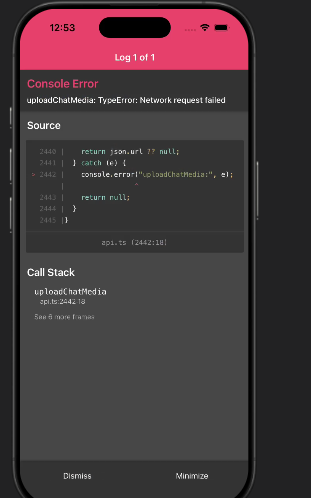 12:53
Log 1 of 1
Console Error
uploadChatMedia: TypeError: Network request failed
Source
2440 | return json.url ?? null;
2441 | } catch (e) {
> 2442 | console.error("uploadChatMedia:", e);
| ^
2443 | return null;
2444 | }
2445 | }
api.ts (2442:18)
Call Stack
uploadChatMedia
api.ts:2442:18
See 6 more frames
Dismiss Minimize